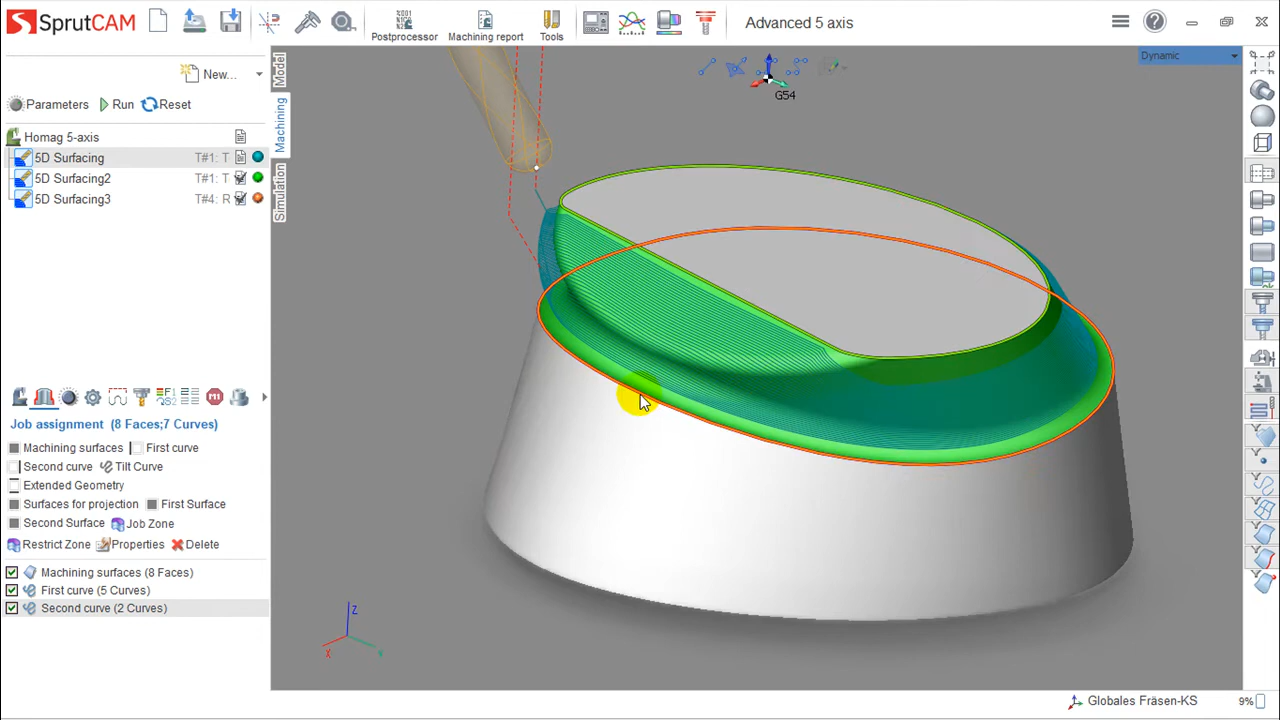 SprutCAM
Postprocessor
Machining report
Tools
Advanced 5 axis
New...
Parameters Run Reset
Homag 5-axis
5D Surfacing T#1: T
5D Surfacing2 T#1: T
5D Surfacing3 T#4: R
Model
Machining
Simulation
Dynamic
G54
Job assignment (8 Faces;7 Curves)
Machining surfaces First curve
Second curve Tilt Curve
Extended Geometry
Surfaces for projection First Surface
Second Surface Job Zone
Restrict Zone Properties Delete
Machining surfaces (8 Faces)
First curve (5 Curves)
Second curve (2 Curves)
Z
X
Y
Globales Fräsen-KS 9%